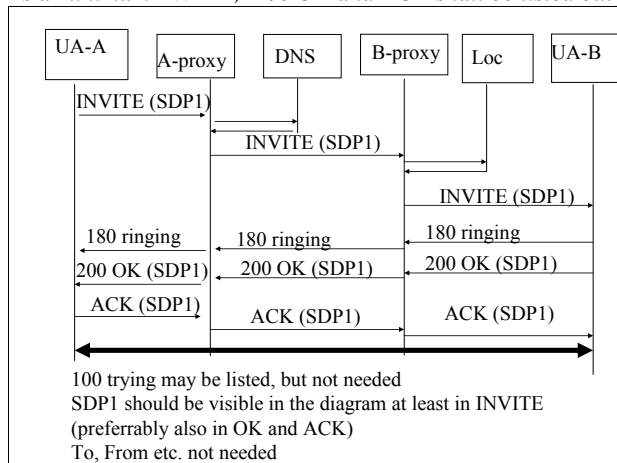 UA-A
A-proxy
DNS
B-proxy
Loc
UA-B
INVITE (SDP1)
INVITE (SDP1)
INVITE (SDP1)
180 ringing
180 ringing
180 ringing
200 OK (SDP1)
200 OK (SDP1)
200 OK (SDP1)
ACK (SDP1)
ACK (SDP1)
ACK (SDP1)
100 trying may be listed, but not needed
SDP1 should be visible in the diagram at least in INVITE
(preferrably also in OK and ACK)
To, From etc. not needed